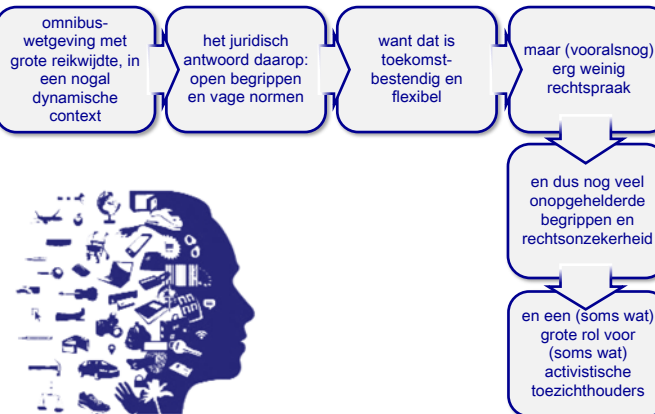 omnibus-
wetgeving met
grote reikwijdte, in
een nogal
dynamische
context
het juridisch
antwoord daarop:
open begrippen
en vage normen
want dat is
toekomst-
bestendig en
flexibel
maar (vooralsnog)
erg weinig
rechtspraak
en dus nog veel
onopgehelderde
begrippen en
rechtsonzekerheid
en een (soms wat)
grote rol voor
(soms wat)
activistische
toezichthouders